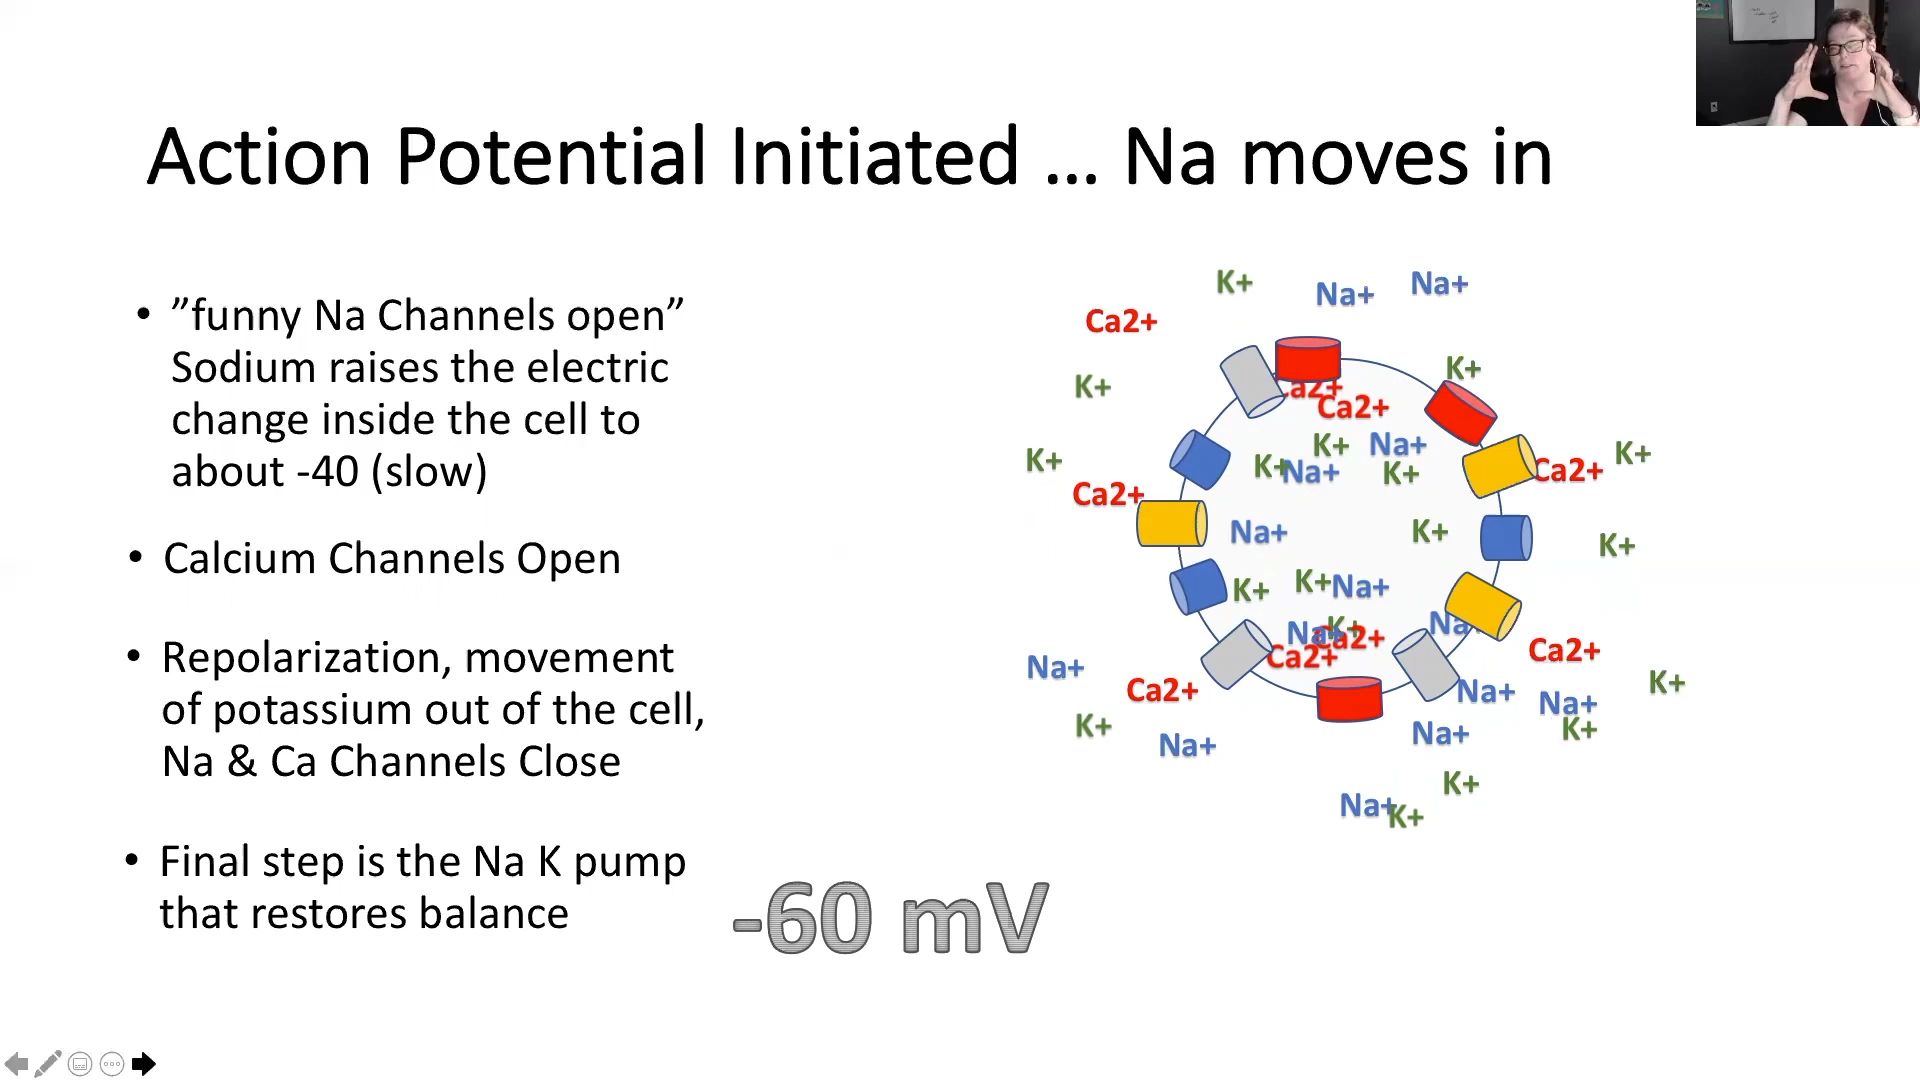 Action Potential Initiated ... Na moves in
• ”funny Na Channels open”
Sodium raises the electric
change inside the cell to
about -40 (slow)
• Calcium Channels Open
• Repolarization, movement
of potassium out of the cell,
Na & Ca Channels Close
• Final step is the Na K pump
that restores balance
-60 mV
K+
Na+
Na+
Ca2+
K+
K+
Ca2+
Ca2+
K+
Na+
K+
Na+
K+
K+
Ca2+
K+
Ca2+
Na+
K+
K+
K+
K+
Na+
Na+
K+
Ca2+
Ca2+
Ca2+
Na+
Ca2+
Na+
Na+
K+
K+
K+
Na+
Na+
K+
Na+
K+